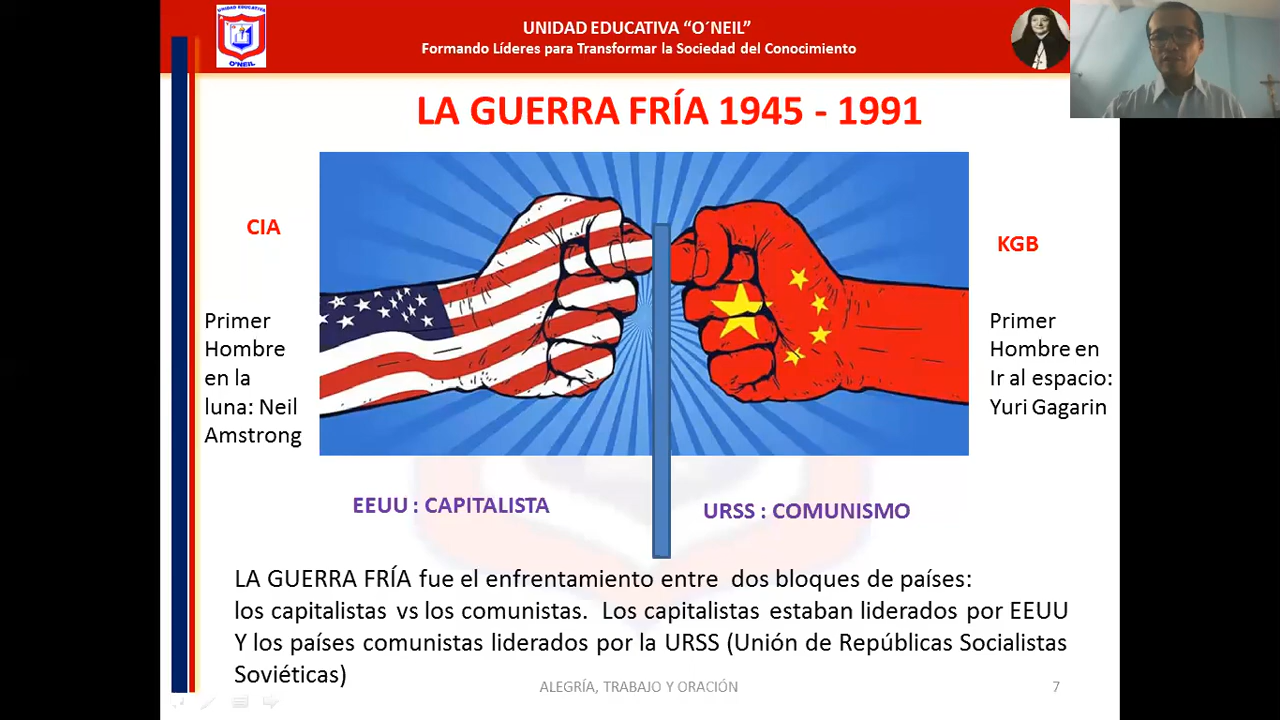 UNIDAD EDUCATIVA
O'NEIL
UNIDAD EDUCATIVA “O´NEIL”
Formando Líderes para Transformar la Sociedad del Conocimiento
LA GUERRA FRÍA 1945 - 1991
CIA
KGB
Primer
Hombre
en la
luna: Neil
Amstrong
Primer
Hombre en
Ir al espacio:
Yuri Gagarin
EEUU : CAPITALISTA
URSS : COMUNISMO
LA GUERRA FRÍA fue el enfrentamiento entre dos bloques de países:
los capitalistas vs los comunistas. Los capitalistas estaban liderados por EEUU
Y los países comunistas liderados por la URSS (Unión de Repúblicas Socialistas
Soviéticas)
ALEGRÍA, TRABAJO Y ORACIÓN
7